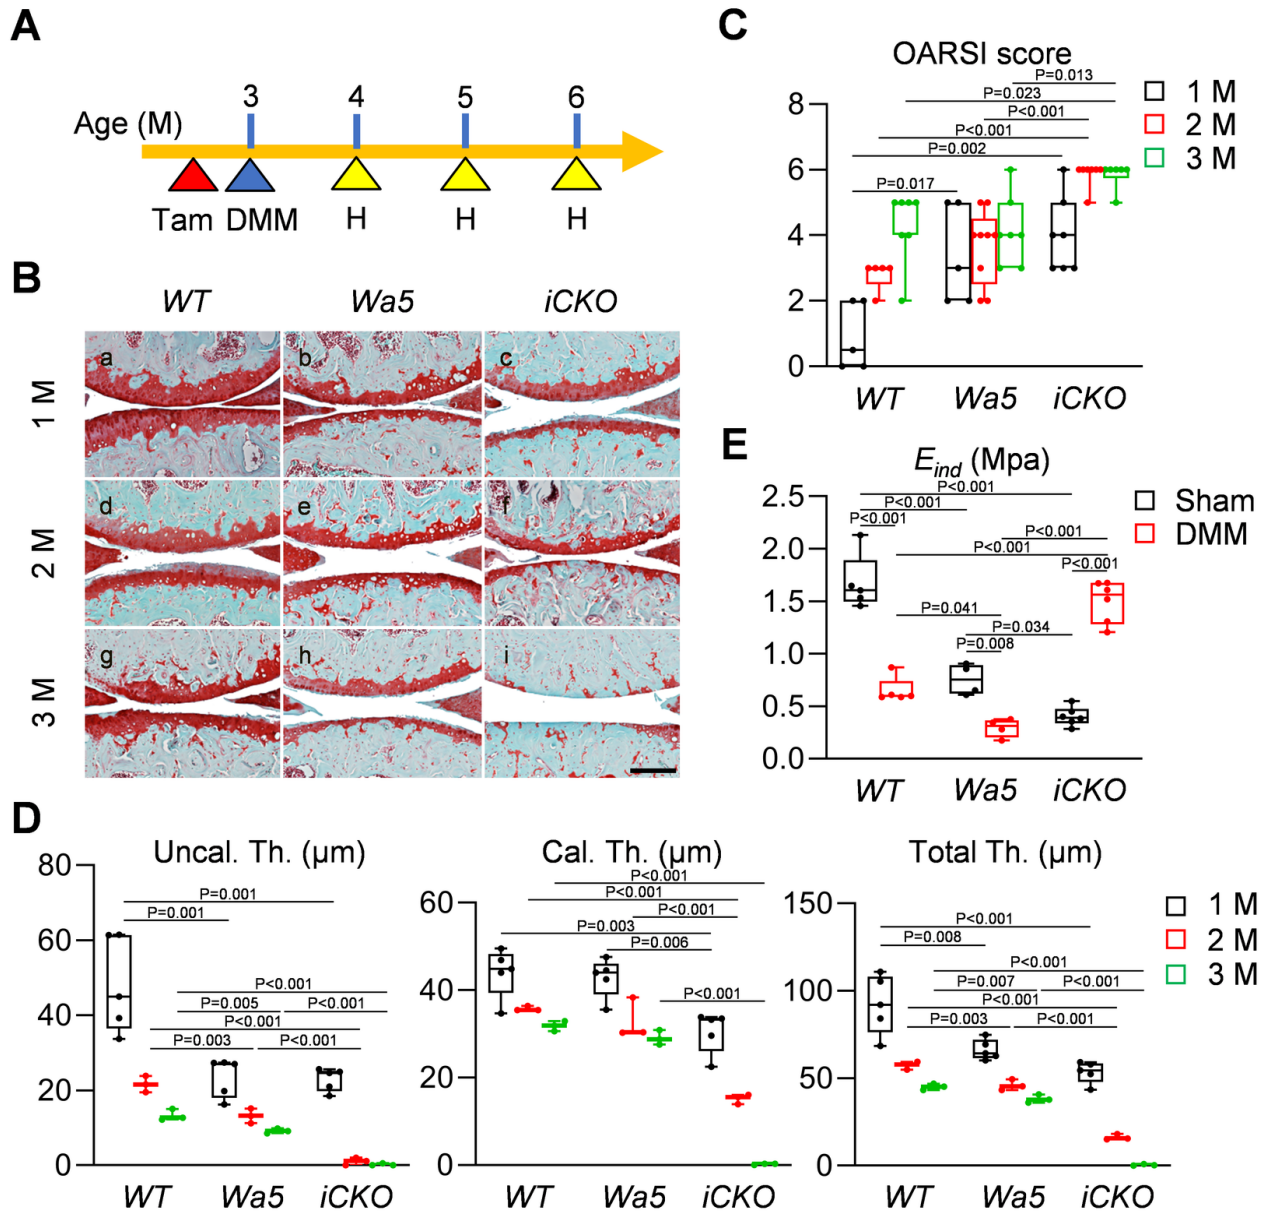 A
3 4 5 6
Age (M)
Tam DMM H H H
B
WT Wa5 iCKO
1 M
a b c
2 M
d e f
3 M
g h i
C
OARSI score
P=0.013
P=0.023
P<0.001
P<0.001
P=0.002
P=0.017
8
6
4
2
0
WT Wa5 iCKO
1 M
2 M
3 M
E
Eind (Mpa)
P<0.001
P<0.001
P<0.001
P<0.001
P<0.001
P<0.001
P=0.041
P=0.034
P=0.008
2.5
2.0
1.5
1.0
0.5
0.0
WT Wa5 iCKO
Sham
DMM
D
Uncal. Th. (µm)
80
60
40
20
0
P=0.001
P=0.001
P<0.001
P=0.005 P<0.001
P<0.001
P=0.003 P<0.001
WT Wa5 iCKO
Cal. Th. (µm)
60
40
20
0
P<0.001
P<0.001
P<0.001
P=0.003
P=0.006
P<0.001
WT Wa5 iCKO
Total Th. (µm)
150
100
50
0
P<0.001
P=0.008
P<0.001
P=0.007 P<0.001
P<0.001
P=0.003 P<0.001
WT Wa5 iCKO
1 M
2 M
3 M